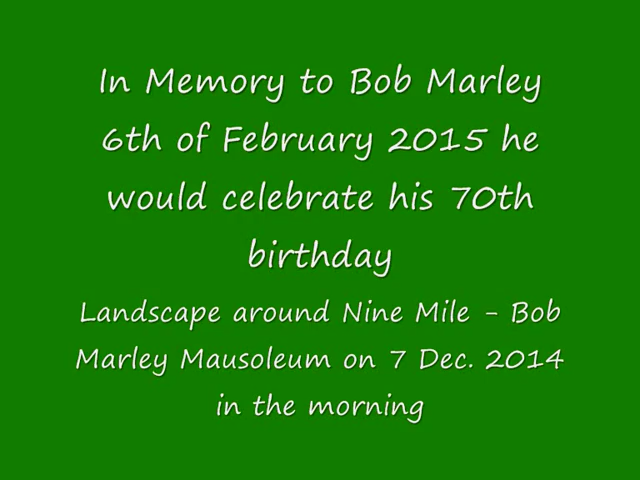 In Memory to Bob Marley
6th of February 2015 he
would celebrate his 70th
birthday
Landscape around Nine Mile - Bob
Marley Mausoleum on 7 Dec. 2014
in the morning